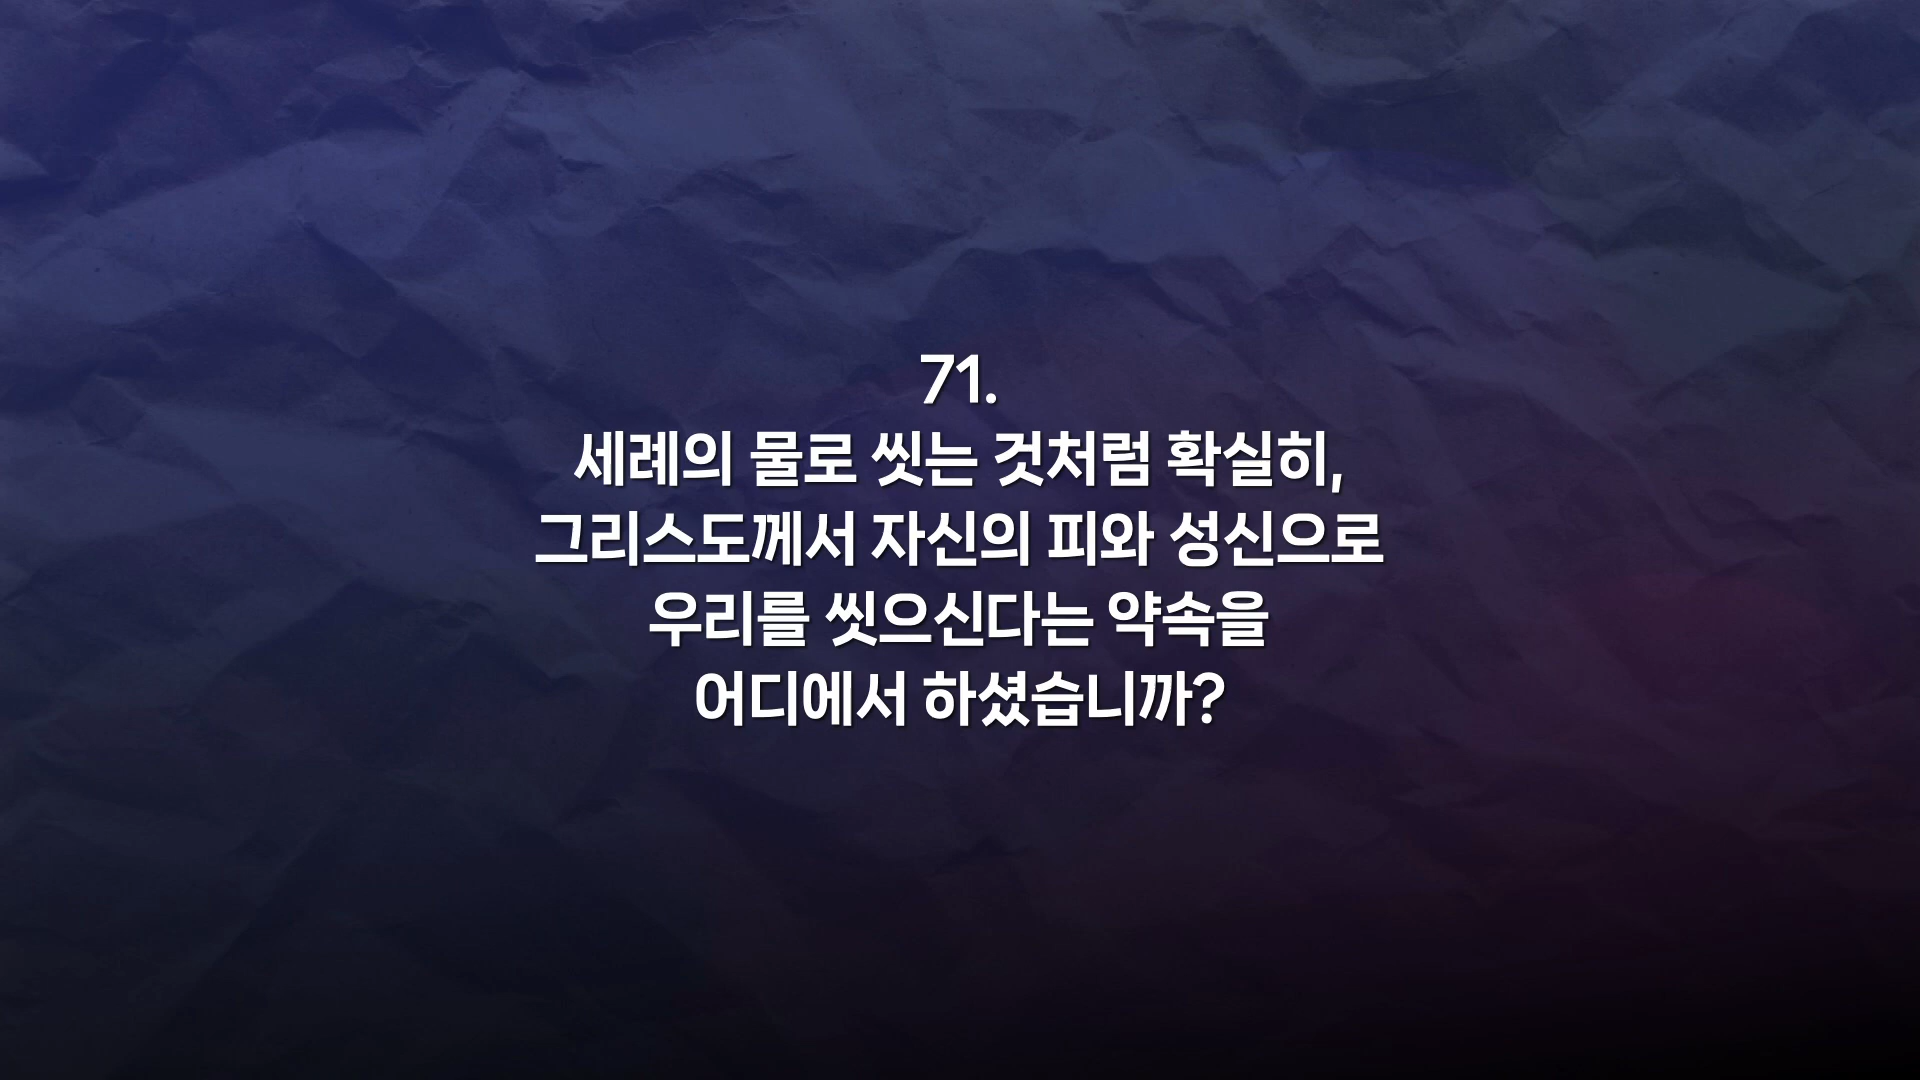 71.
세례의 물로 씻는 것처럼 확실히,
그리스도께서 자신의 피와 성신으로
우리를 씻으신다는 약속을
어디에서 하셨습니까?